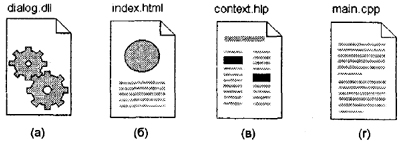 dialog.dll index.html context.hlp main.cpp
(а) (б) (в) (г)